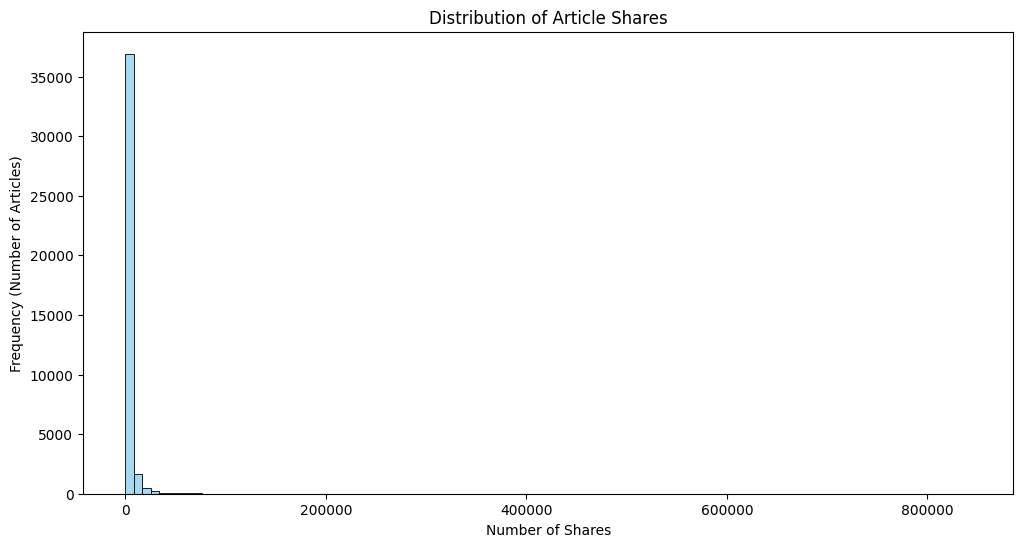 Distribution of Article Shares
Frequency (Number of Articles)
35000
30000
25000
20000
15000
10000
5000
0
0 200000 400000 600000 800000
Number of Shares